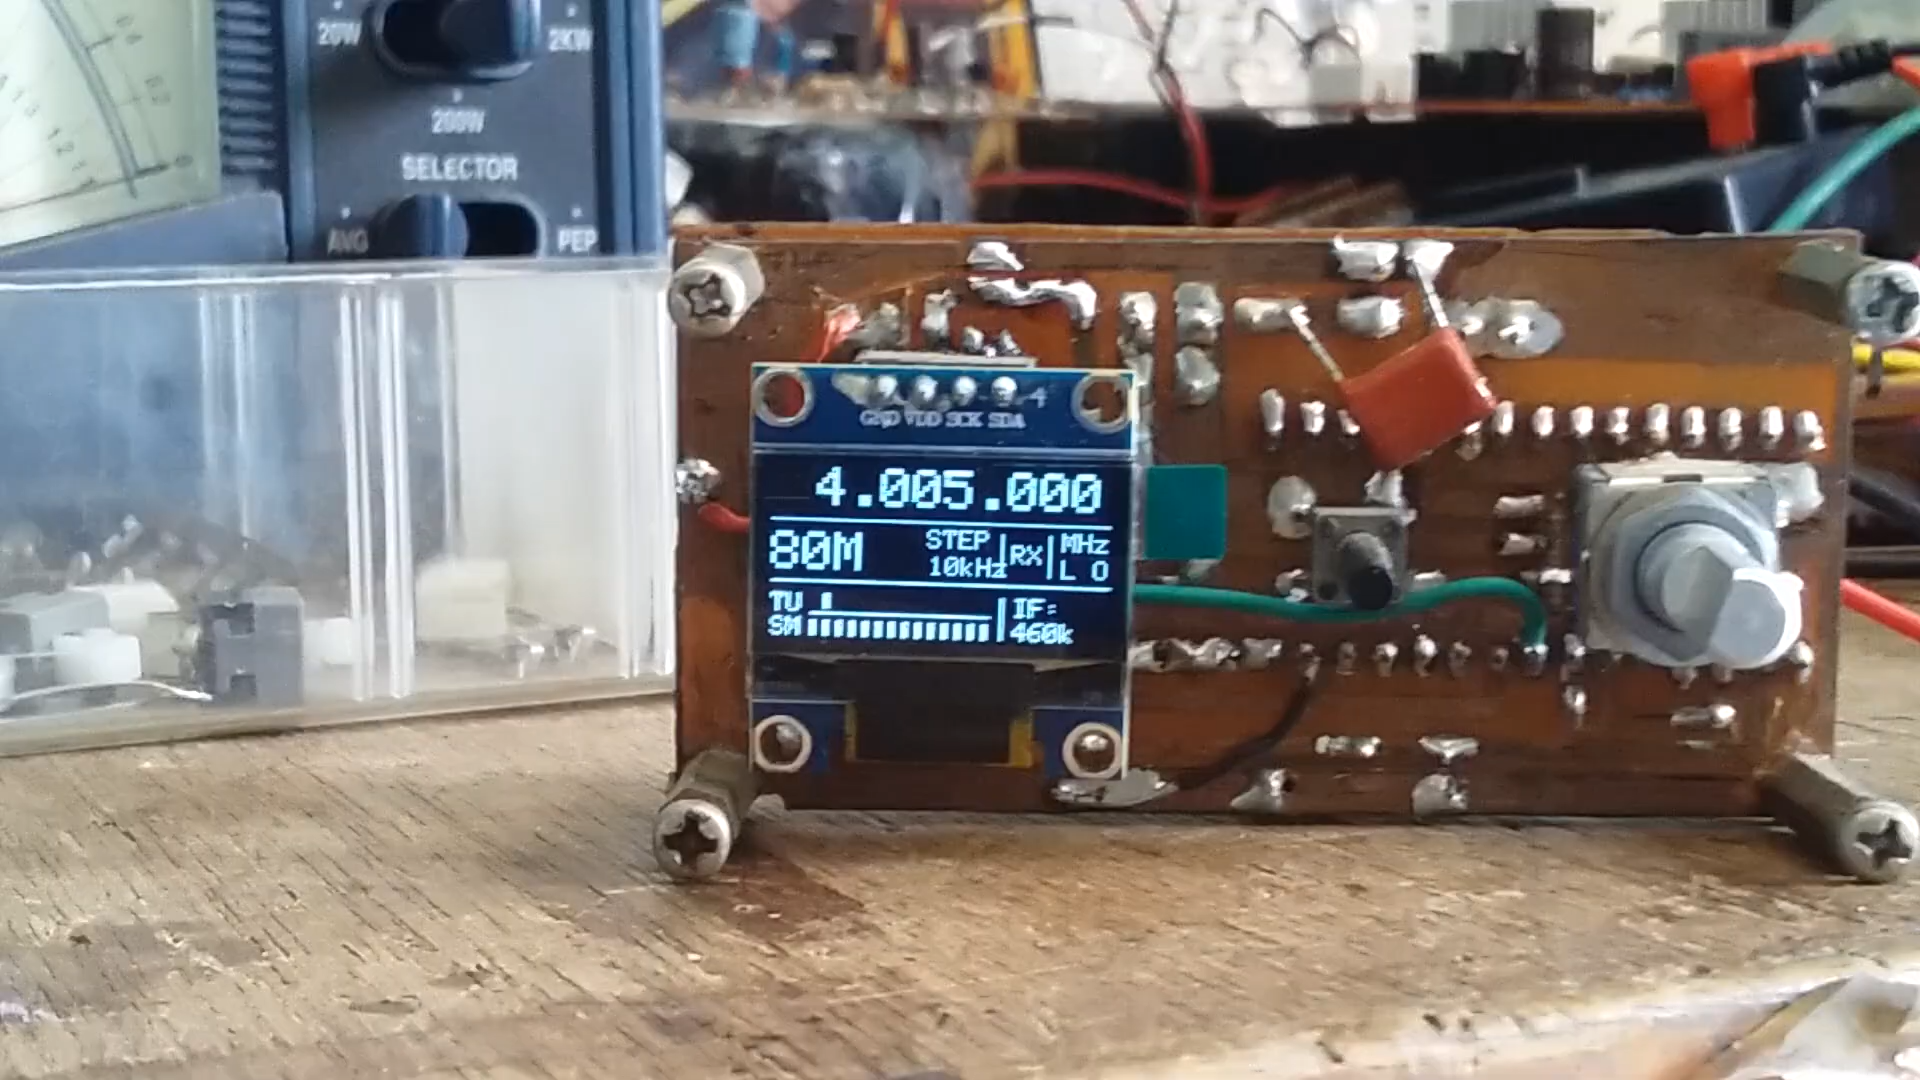 20W 2KW
200W
SELECTOR
AVG PEP
GND VDD SCK SDA
4.005.000
80M STEP 10kHz RX MHz LO
TU
SM
IF:
460k